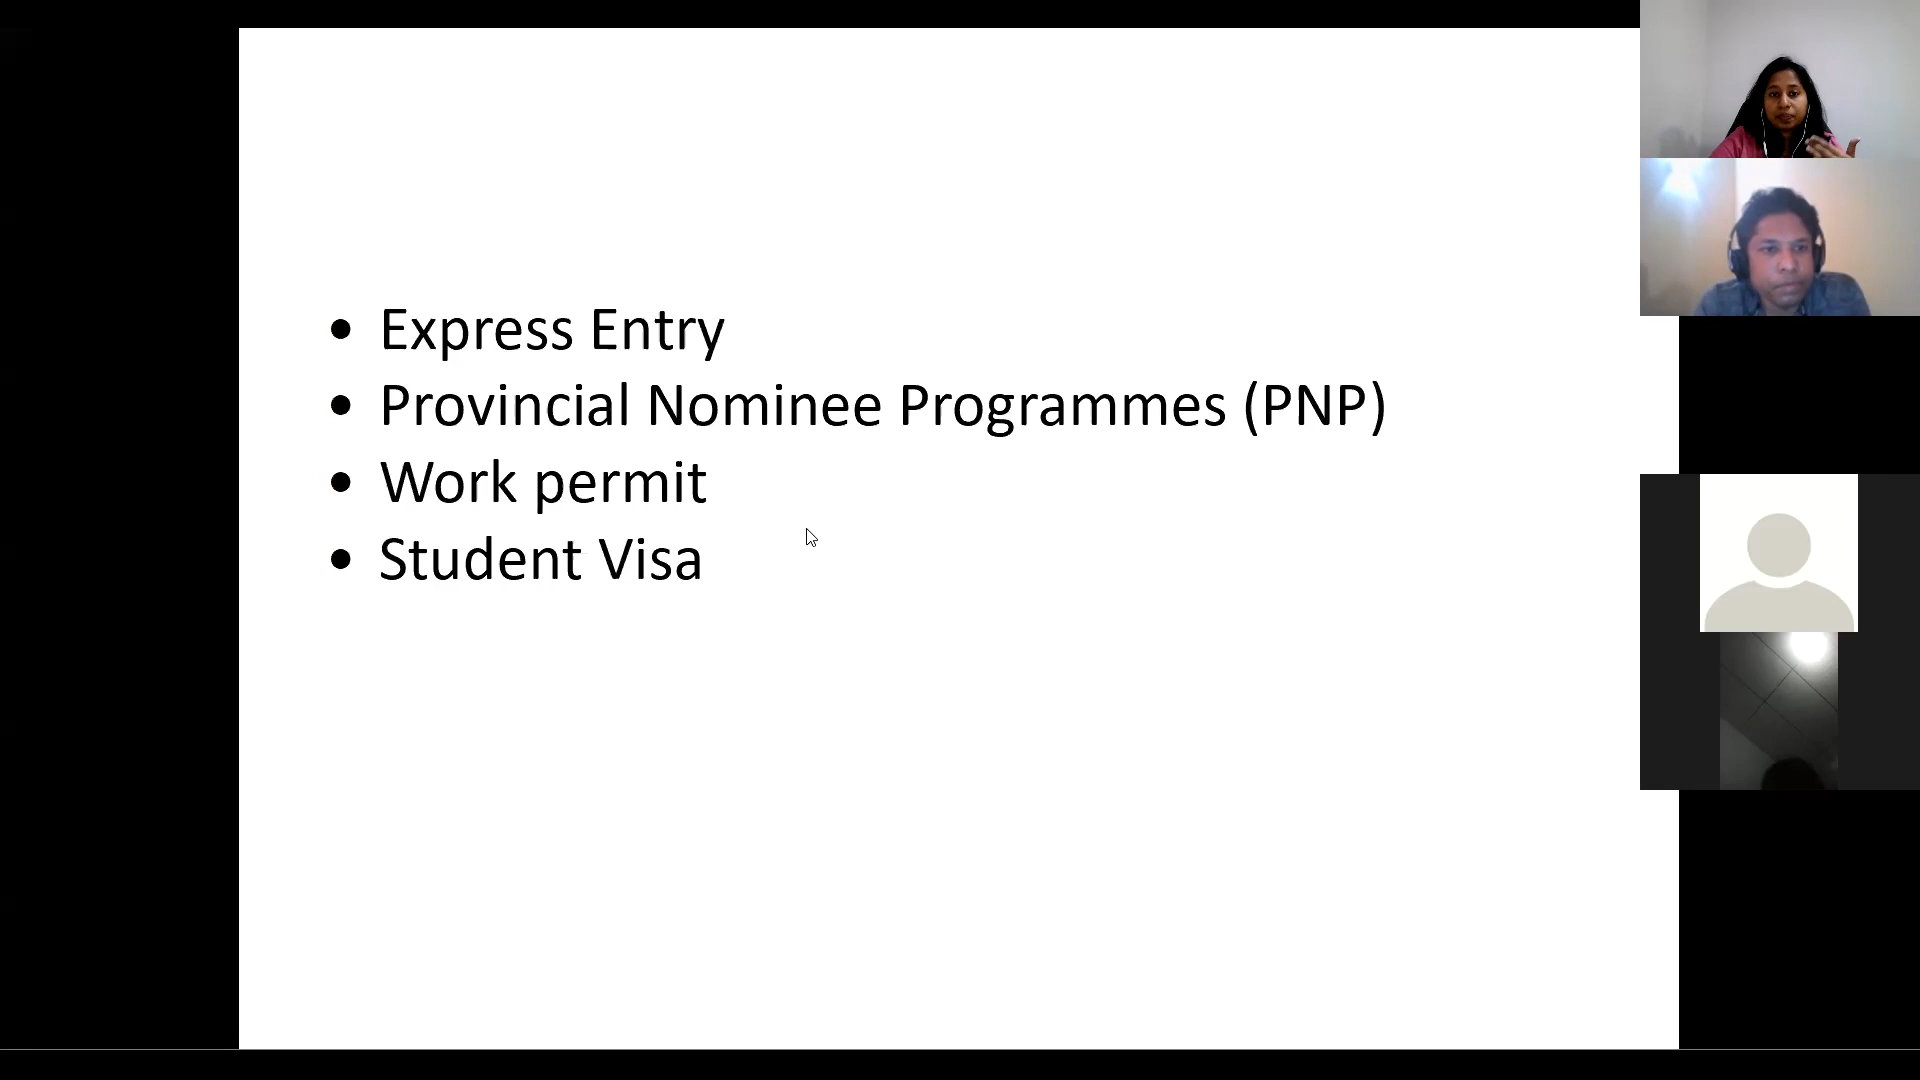 • Express Entry
• Provincial Nominee Programmes (PNP)
• Work permit
• Student Visa